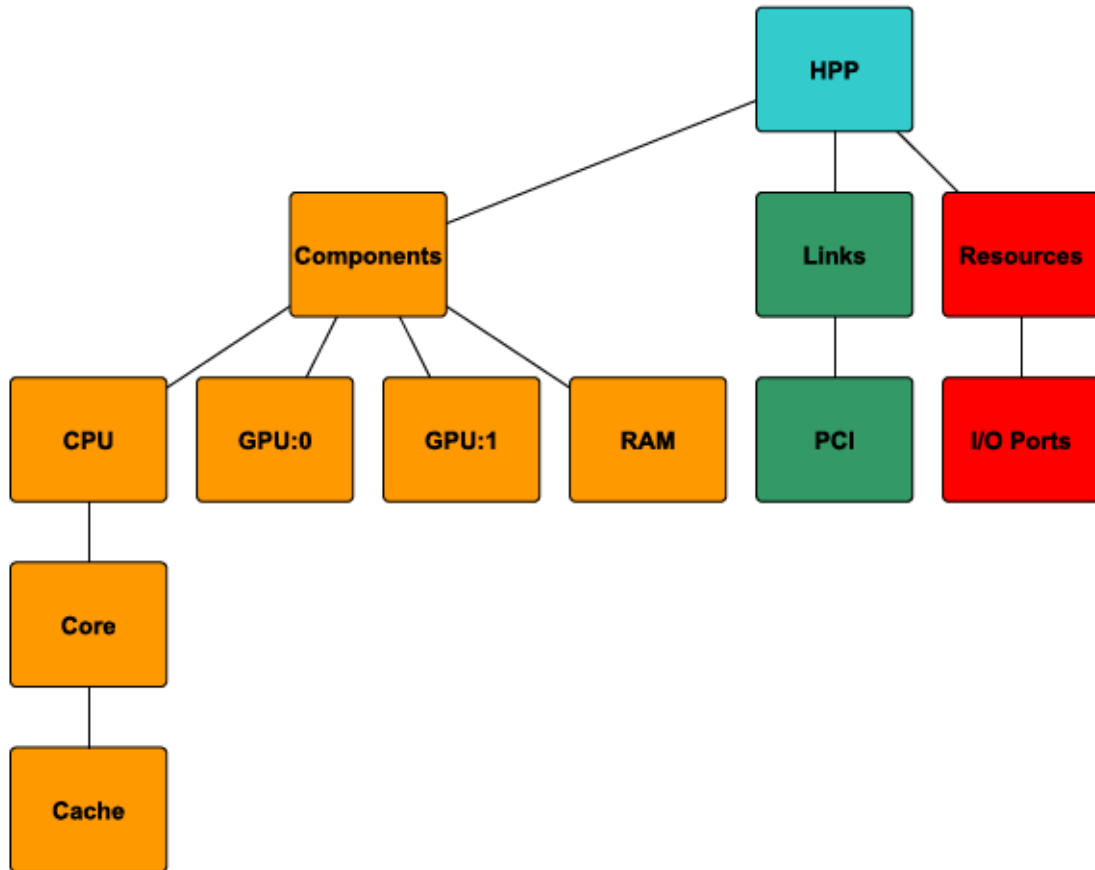 HPP
Components
Links
Resources
CPU
GPU:0
GPU:1
RAM
PCI
I/O Ports
Core
Cache